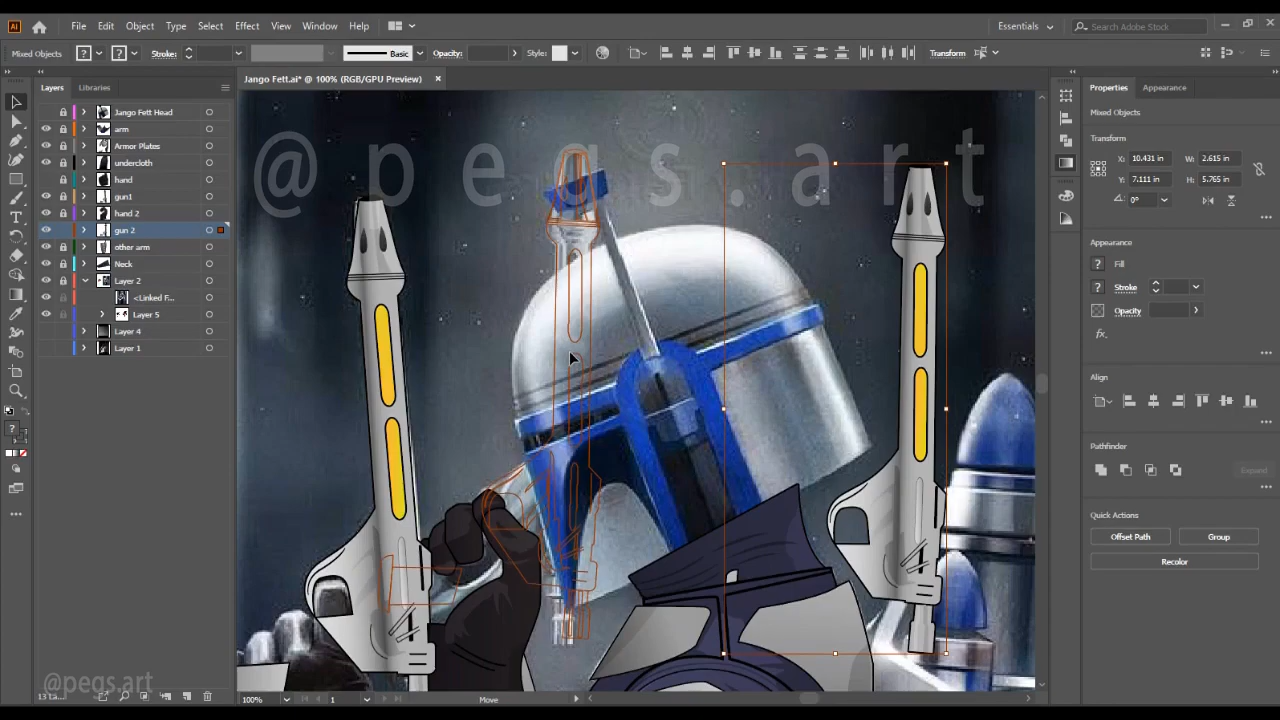 Ai File Edit Object Type Select Effect View Window Help Essentials Search Adobe Stock
Mixed Objects ? ? Stroke: Basic Opacity: Style: Transform
Layers Libraries
Jango Fett.ai* @ 100% (RGB/GPU Preview)
Properties Appearance
Jango Fett Head
arm
Armor Plates
undercloth
hand
gun1
hand 2
gun 2
other arm
Neck
Layer 2
<Linked F...
Layer 5
Layer 4
Layer 1
@pegs.art
Mixed Objects
Transform
X: 10.431 in W: 2.615 in
Y: 7.111 in H: 5.765 in
0°
Appearance
? Fill
? Stroke
Opacity
fx.
Align
Pathfinder
Expand
Quick Actions
Offset Path Group
Recolor
@pegs.art
100% 1 Move